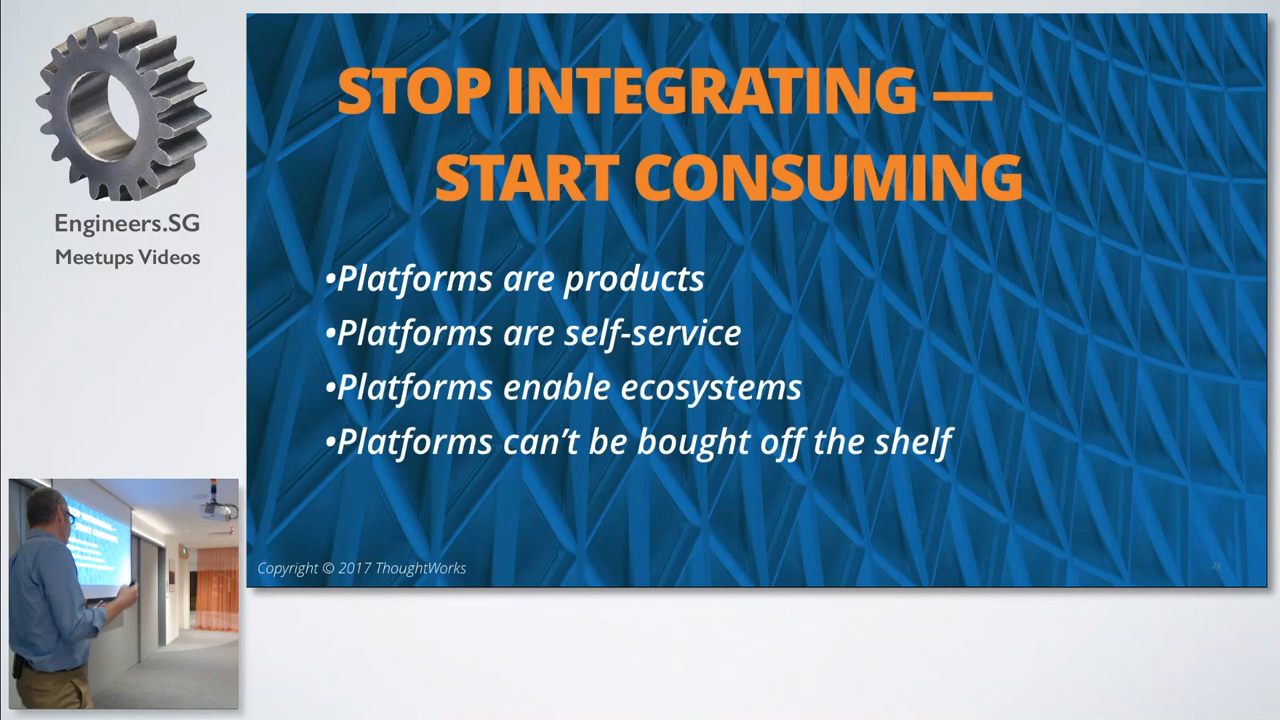 Engineers.SG
Meetups Videos
STOP INTEGRATING —
START CONSUMING
•Platforms are products
•Platforms are self-service
•Platforms enable ecosystems
•Platforms can’t be bought off the shelf
Copyright © 2017 ThoughtWorks